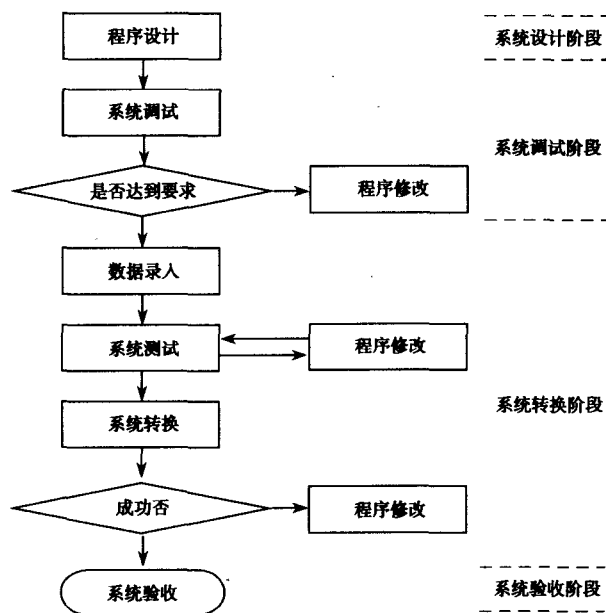 程序设计
系统设计阶段
系统调试
系统调试阶段
是否达到要求
程序修改
数据录入
系统测试
程序修改
系统转换阶段
系统转换
成功否
程序修改
系统验收
系统验收阶段